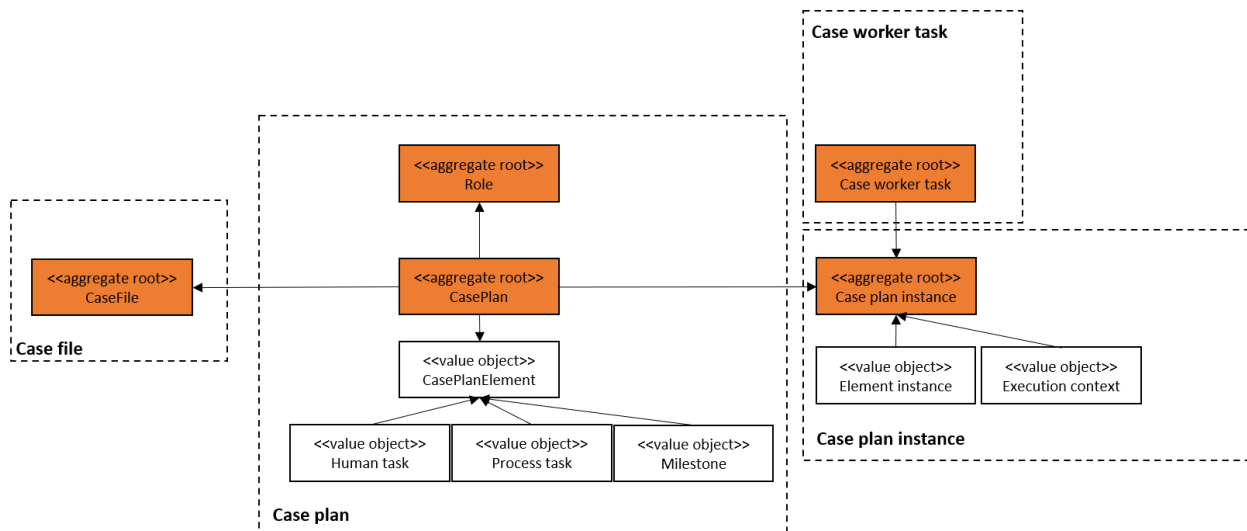 Case worker task
<<aggregate root>>
Role
<<aggregate root>>
Case worker task
<<aggregate root>>
CaseFile
<<aggregate root>>
CasePlan
<<aggregate root>>
Case plan instance
Case file
<<value object>>
CasePlanElement
<<value object>>
Element instance
<<value object>>
Execution context
<<value object>>
Human task
<<value object>>
Process task
<<value object>>
Milestone
Case plan instance
Case plan